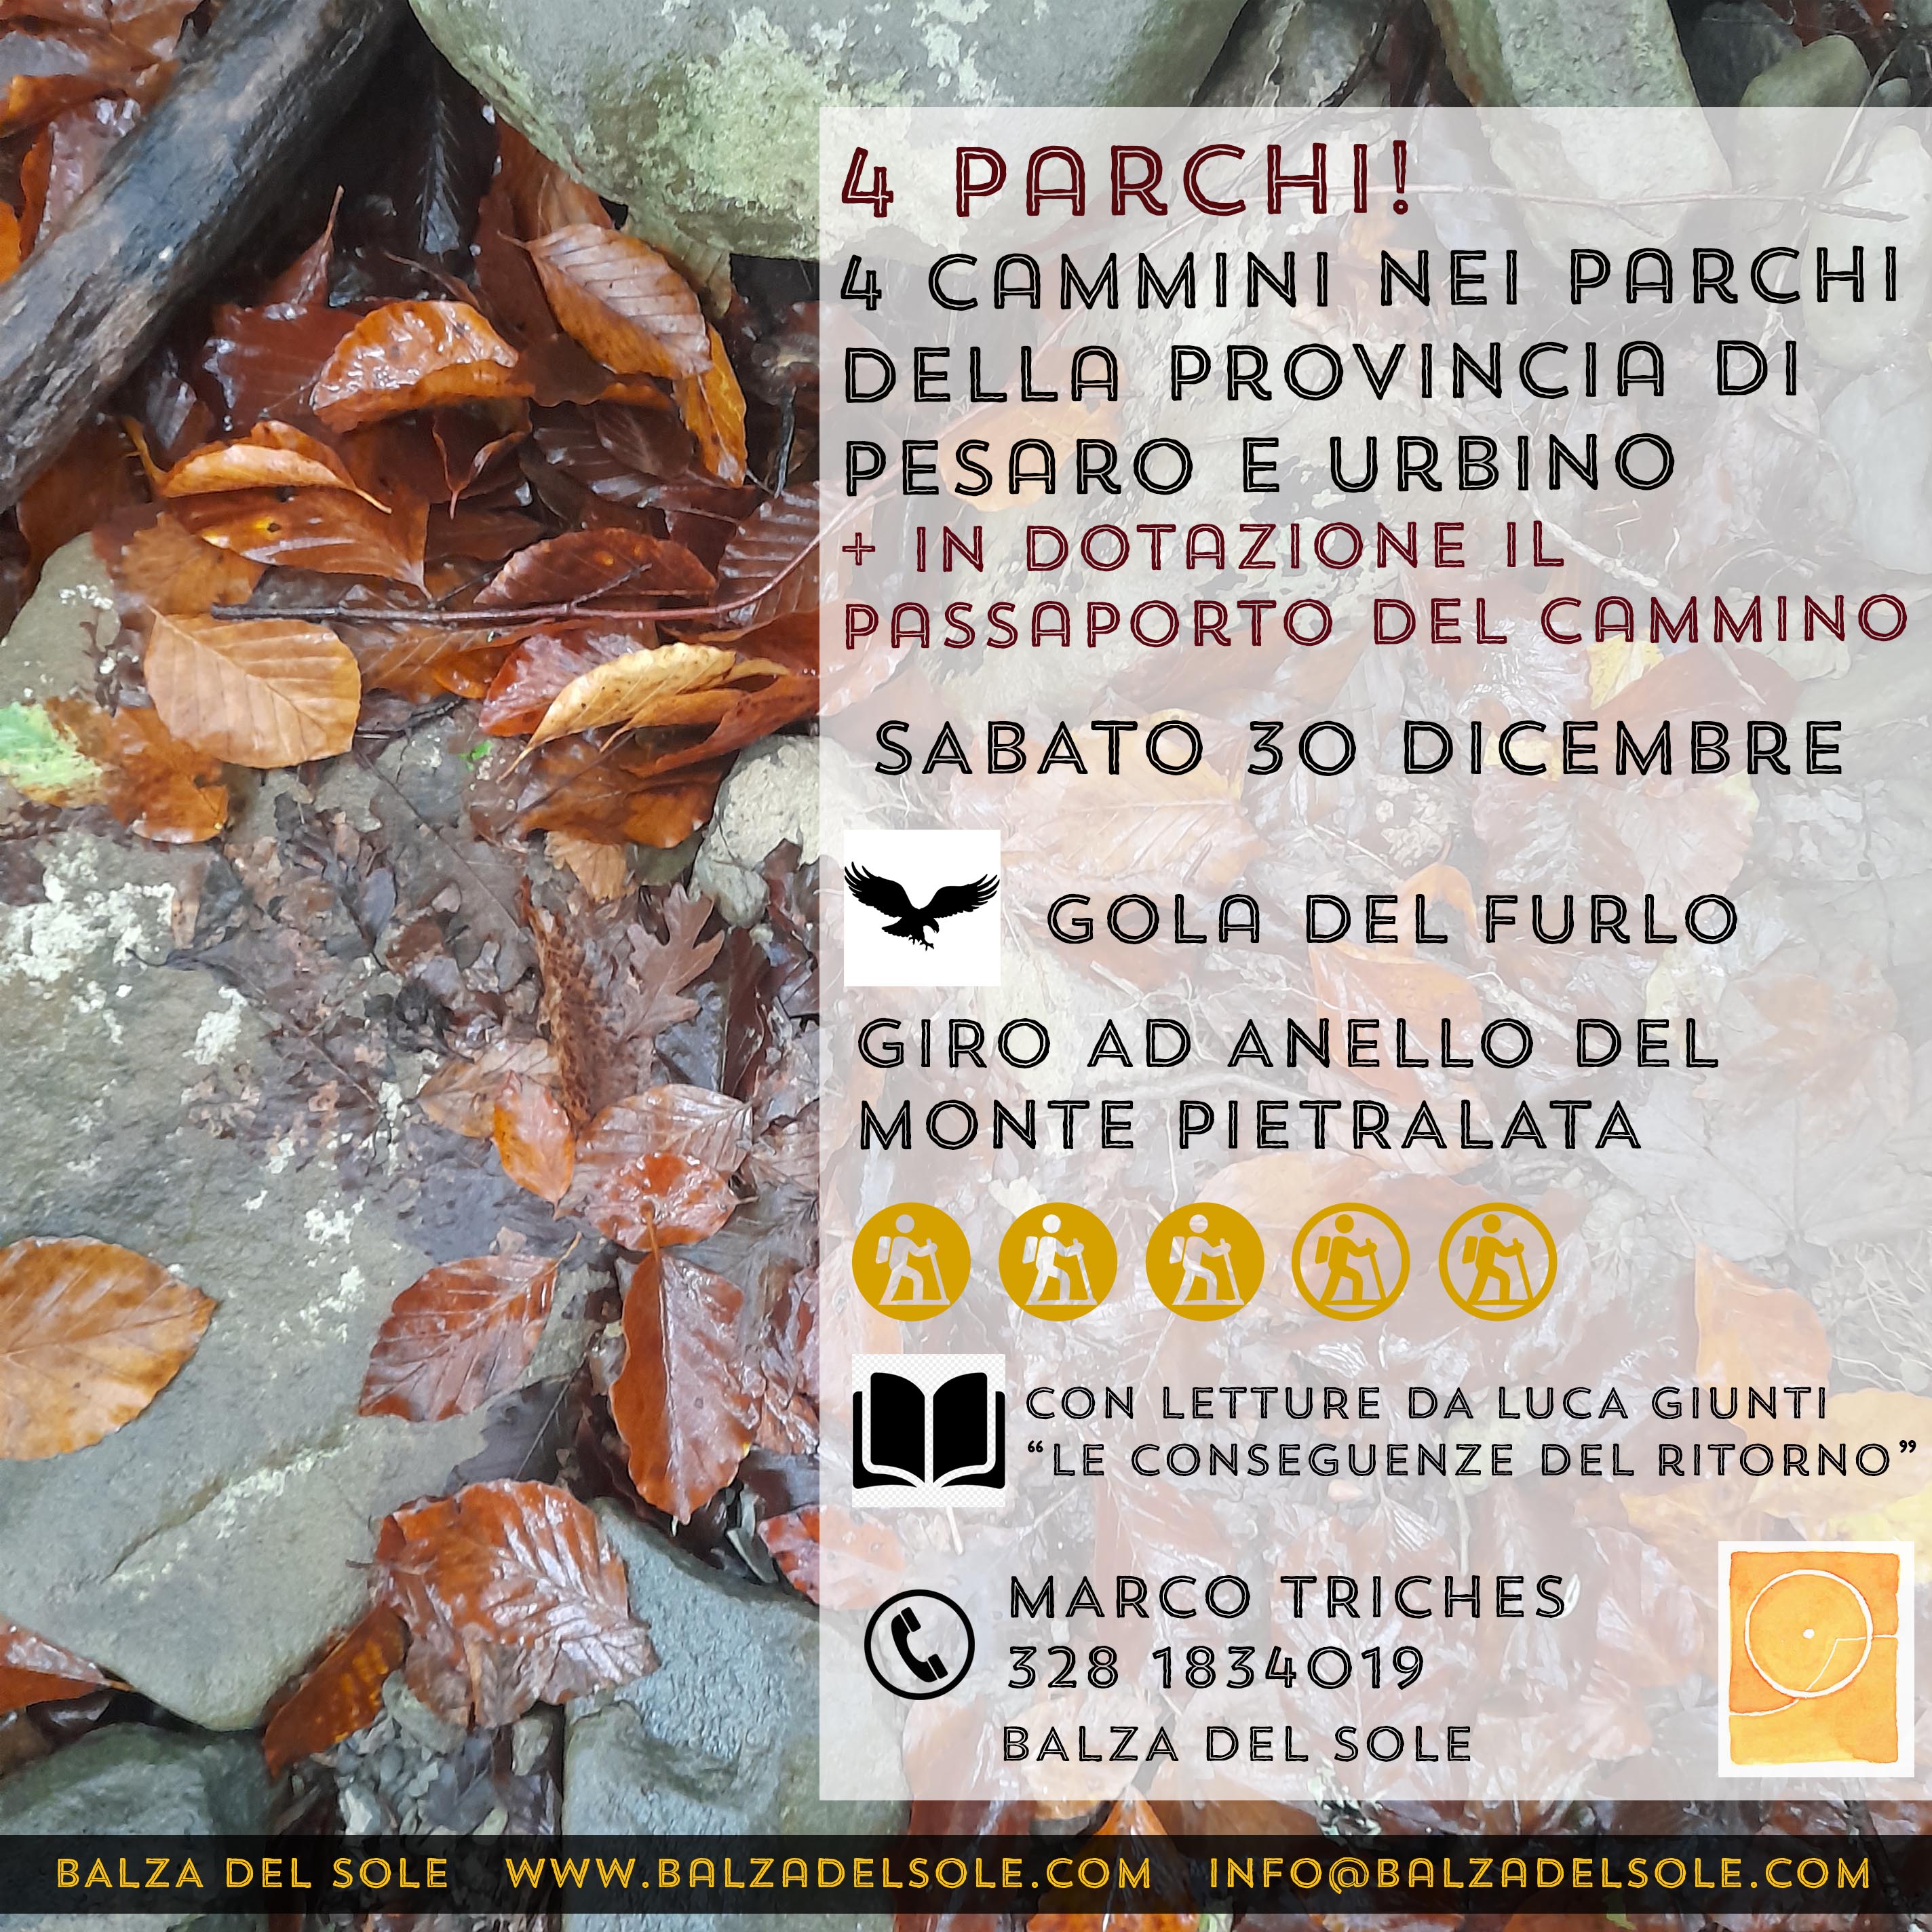 4 PARCHI!
4 CAMMINI NEI PARCHI
DELLA PROVINCIA DI
PESARO E URBINO
+ IN DOTAZIONE IL
PASSAPORTO DEL CAMMINO
SABATO 30 DICEMBRE
GOLA DEL FURLO
GIRO AD ANELLO DEL
MONTE PIETRALATA
CON LETTURE DA LUCA GIUNTI
“LE CONSEGUENZE DEL RITORNO”
MARCO TRICHES
328 1834019
BALZA DEL SOLE
BALZA DEL SOLE WWW.BALZADELSOLE.COM INFO@BALZADELSOLE.COM